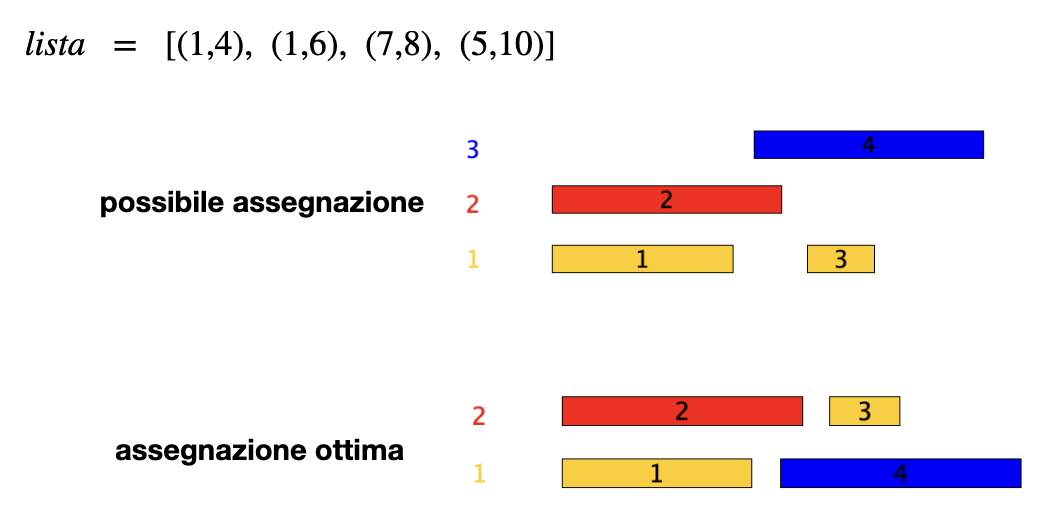 lista = [(1,4), (1,6), (7,8), (5,10)]
3 4
possibile assegnazione 2 2
1 1 3
2 2 3
assegnazione ottima
1 1 4